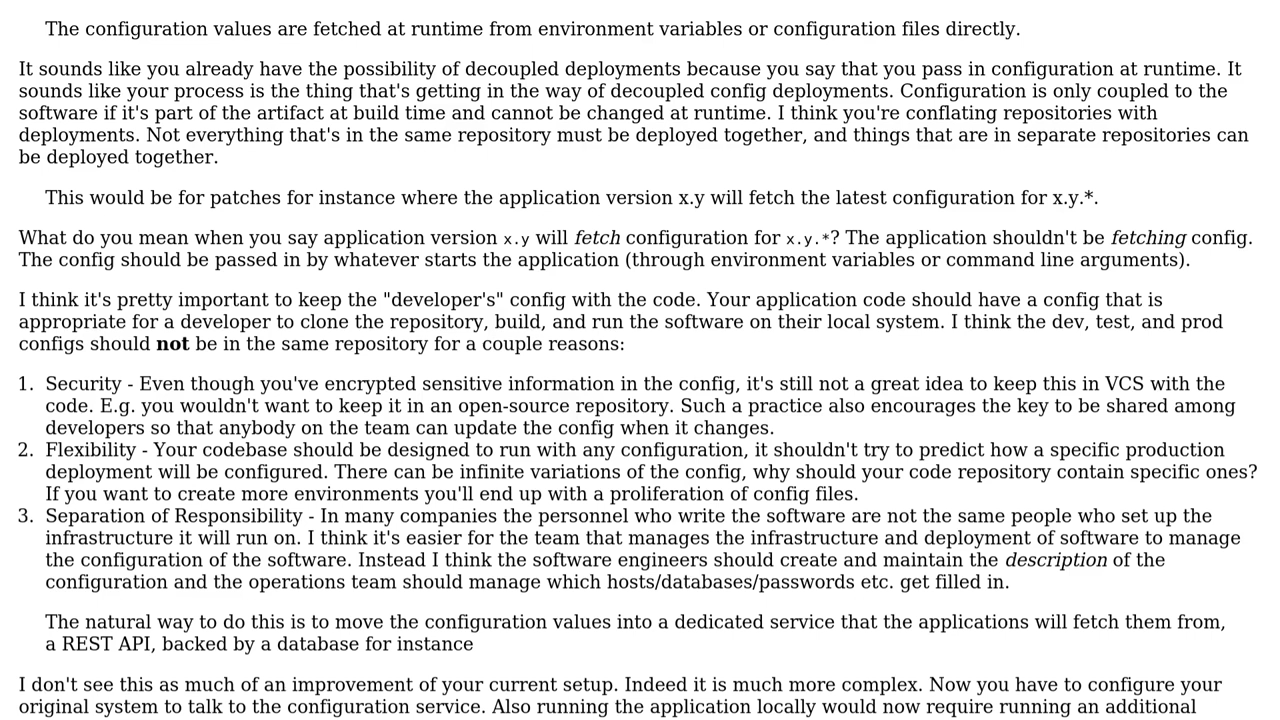 The configuration values are fetched at runtime from environment variables or configuration files directly.
It sounds like you already have the possibility of decoupled deployments because you say that you pass in configuration at runtime. It
sounds like your process is the thing that's getting in the way of decoupled config deployments. Configuration is only coupled to the
software if it's part of the artifact at build time and cannot be changed at runtime. I think you're conflating repositories with
deployments. Not everything that's in the same repository must be deployed together, and things that are in separate repositories can
be deployed together.
This would be for patches for instance where the application version x.y will fetch the latest configuration for x.y.*.
What do you mean when you say application version x.y will fetch configuration for x.y.*? The application shouldn't be fetching config.
The config should be passed in by whatever starts the application (through environment variables or command line arguments).
I think it's pretty important to keep the "developer's" config with the code. Your application code should have a config that is
appropriate for a developer to clone the repository, build, and run the software on their local system. I think the dev, test, and prod
configs should not be in the same repository for a couple reasons:
1. Security - Even though you've encrypted sensitive information in the config, it's still not a great idea to keep this in VCS with the
code. E.g. you wouldn't want to keep it in an open-source repository. Such a practice also encourages the key to be shared among
developers so that anybody on the team can update the config when it changes.
2. Flexibility - Your codebase should be designed to run with any configuration, it shouldn't try to predict how a specific production
deployment will be configured. There can be infinite variations of the config, why should your code repository contain specific ones?
If you want to create more environments you'll end up with a proliferation of config files.
3. Separation of Responsibility - In many companies the personnel who write the software are not the same people who set up the
infrastructure it will run on. I think it's easier for the team that manages the infrastructure and deployment of software to manage
the configuration of the software. Instead I think the software engineers should create and maintain the description of the
configuration and the operations team should manage which hosts/databases/passwords etc. get filled in.
The natural way to do this is to move the configuration values into a dedicated service that the applications will fetch them from,
a REST API, backed by a database for instance
I don't see this as much of an improvement of your current setup. Indeed it is much more complex. Now you have to configure your
original system to talk to the configuration service. Also running the application locally would now require running an additional